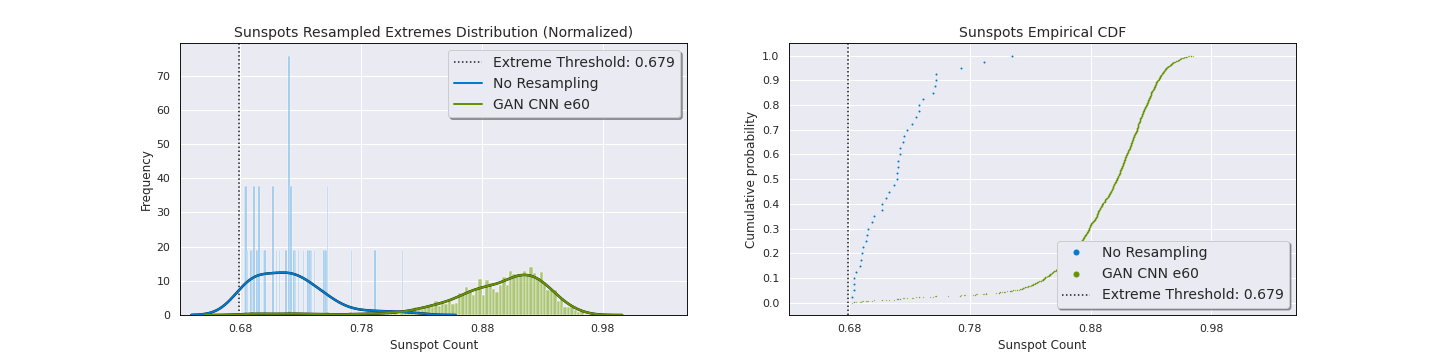 Sunspots Resampled Extremes Distribution (Normalized)
Extreme Threshold: 0.679
No Resampling
GAN CNN e60
Frequency
70
60
50
40
30
20
10
0
0.68
0.78
0.88
0.98
Sunspot Count
Sunspots Empirical CDF
Cumulative probability
1.0
0.9
0.8
0.7
0.6
0.5
0.4
0.3
0.2
0.1
0.0
No Resampling
GAN CNN e60
Extreme Threshold: 0.679
0.68
0.78
0.88
0.98
Sunspot Count